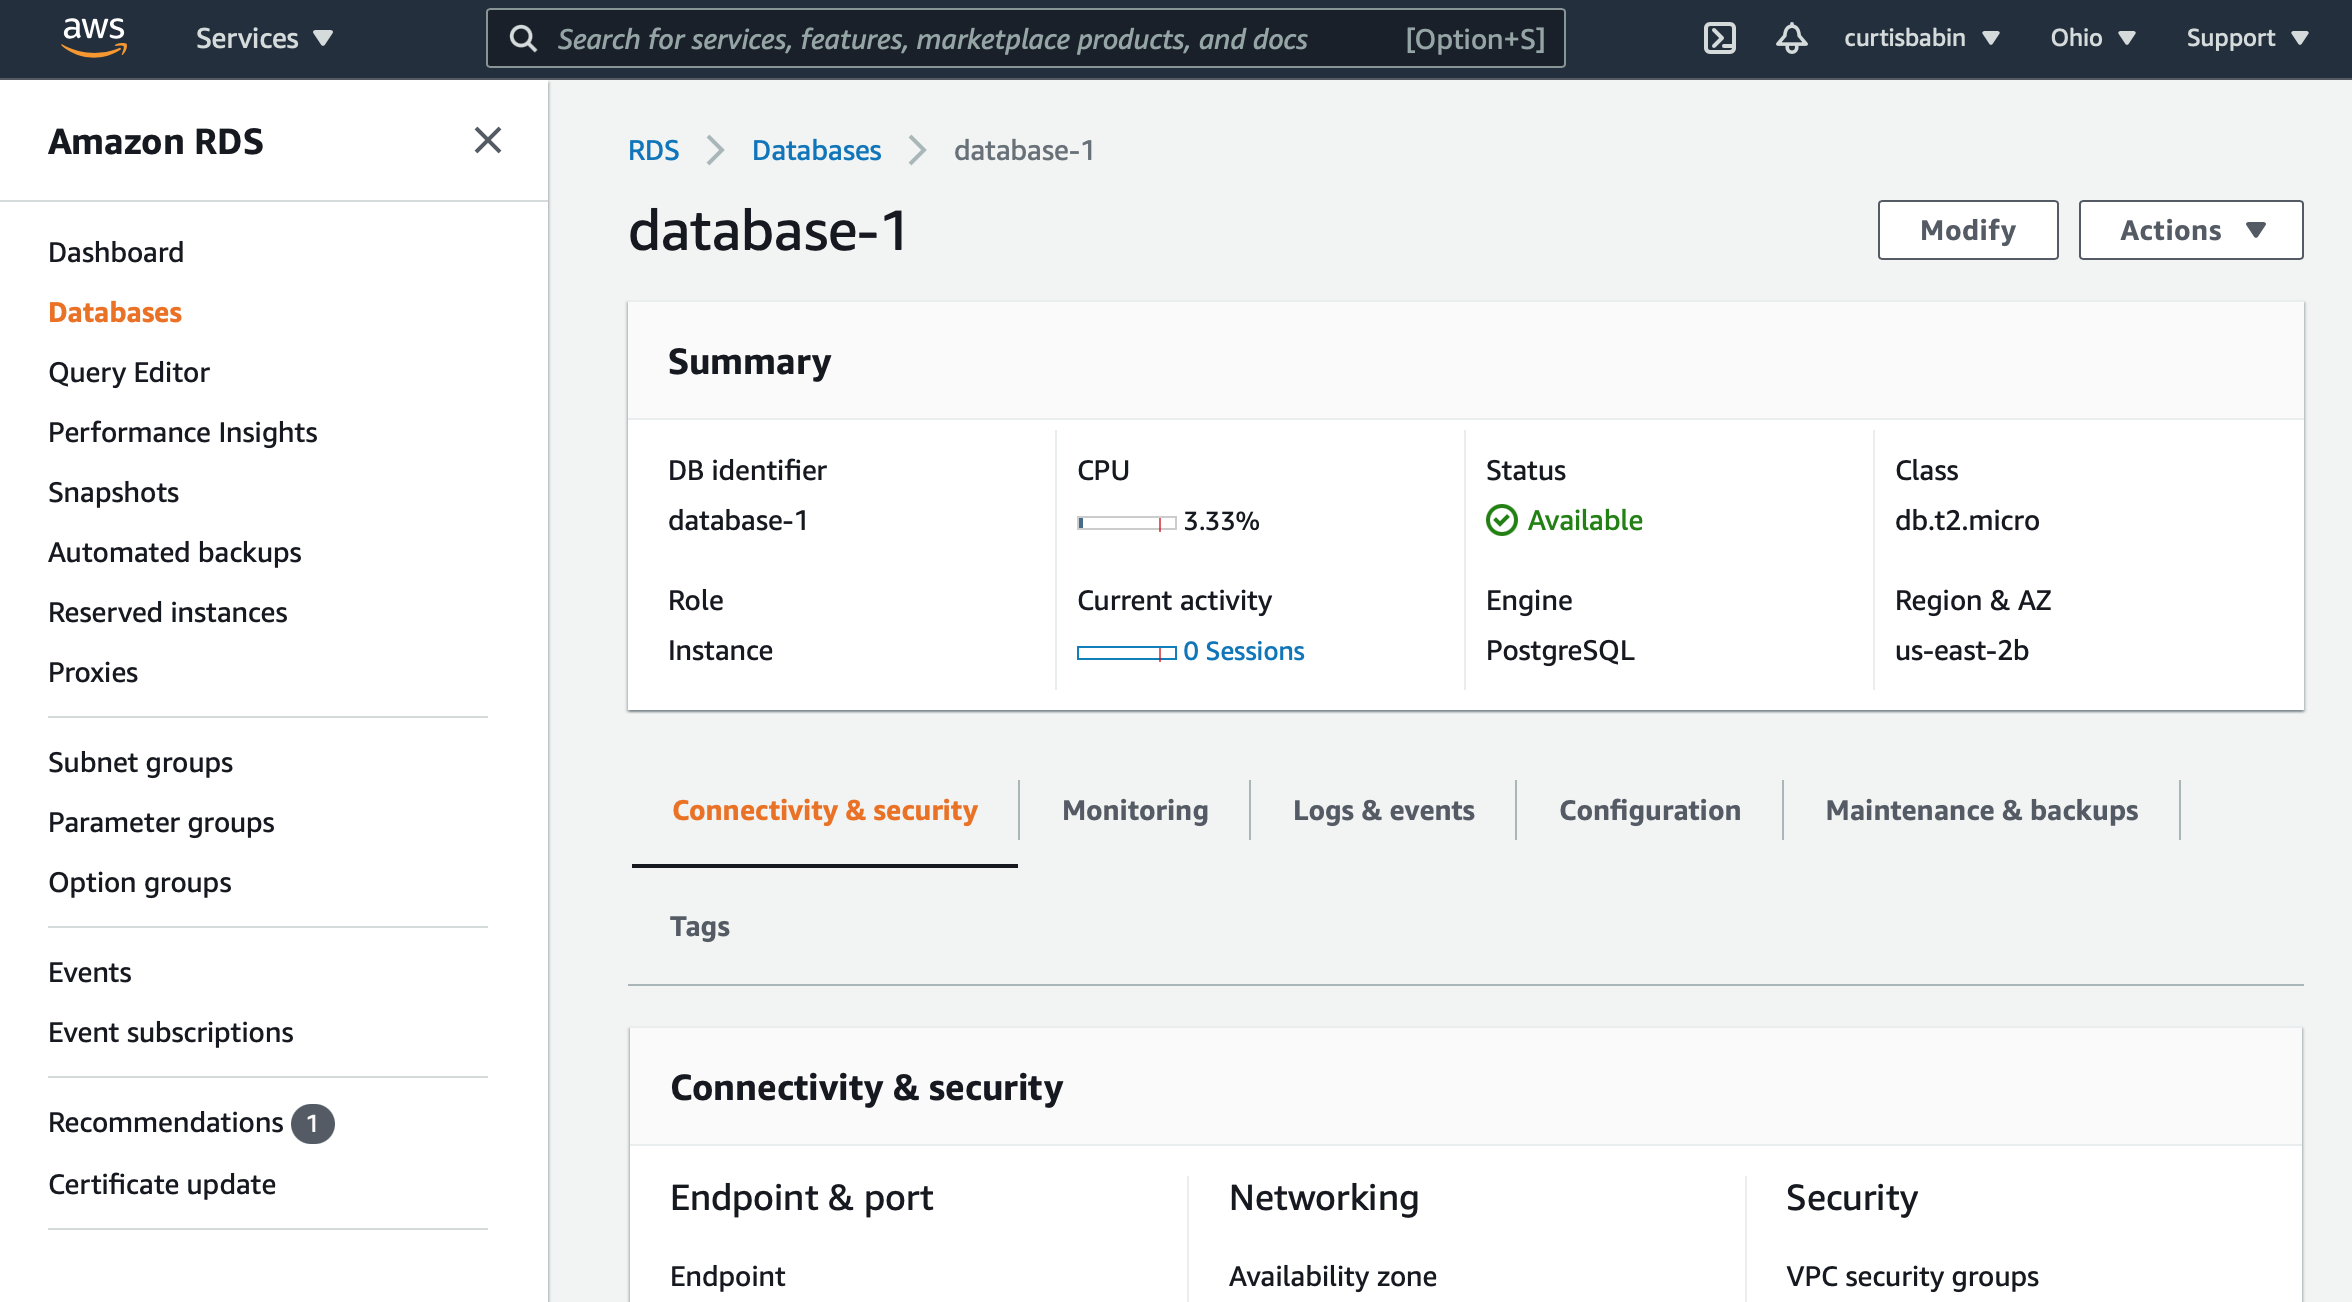 aws
Services
Search for services, features, marketplace products, and docs
[Option+S]
curtisbabin
Ohio
Support
Amazon RDS
Dashboard
Databases
Query Editor
Performance Insights
Snapshots
Automated backups
Reserved instances
Proxies
Subnet groups
Parameter groups
Option groups
Events
Event subscriptions
Recommendations 1
Certificate update
RDS
Databases
database-1
database-1
Modify
Actions
Summary
DB identifier
database-1
CPU
3.33%
Status
Available
Class
db.t2.micro
Role
Instance
Current activity
0 Sessions
Engine
PostgreSQL
Region & AZ
us-east-2b
Connectivity & security
Monitoring
Logs & events
Configuration
Maintenance & backups
Tags
Connectivity & security
Endpoint & port
Endpoint
Networking
Availability zone
Security
VPC security groups